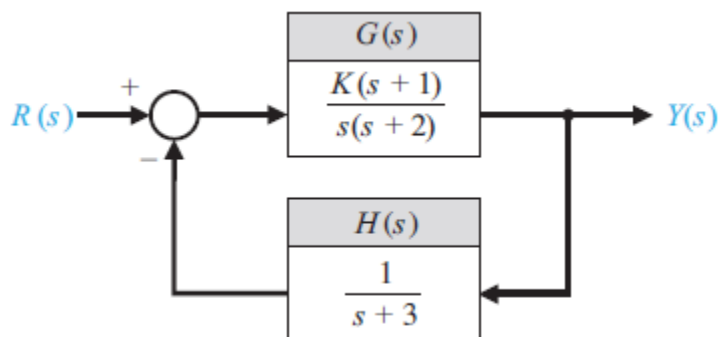 G(s)
K(s + 1)
s(s + 2)
+
R(s)
Y(s)
−
H(s)
1
s + 3